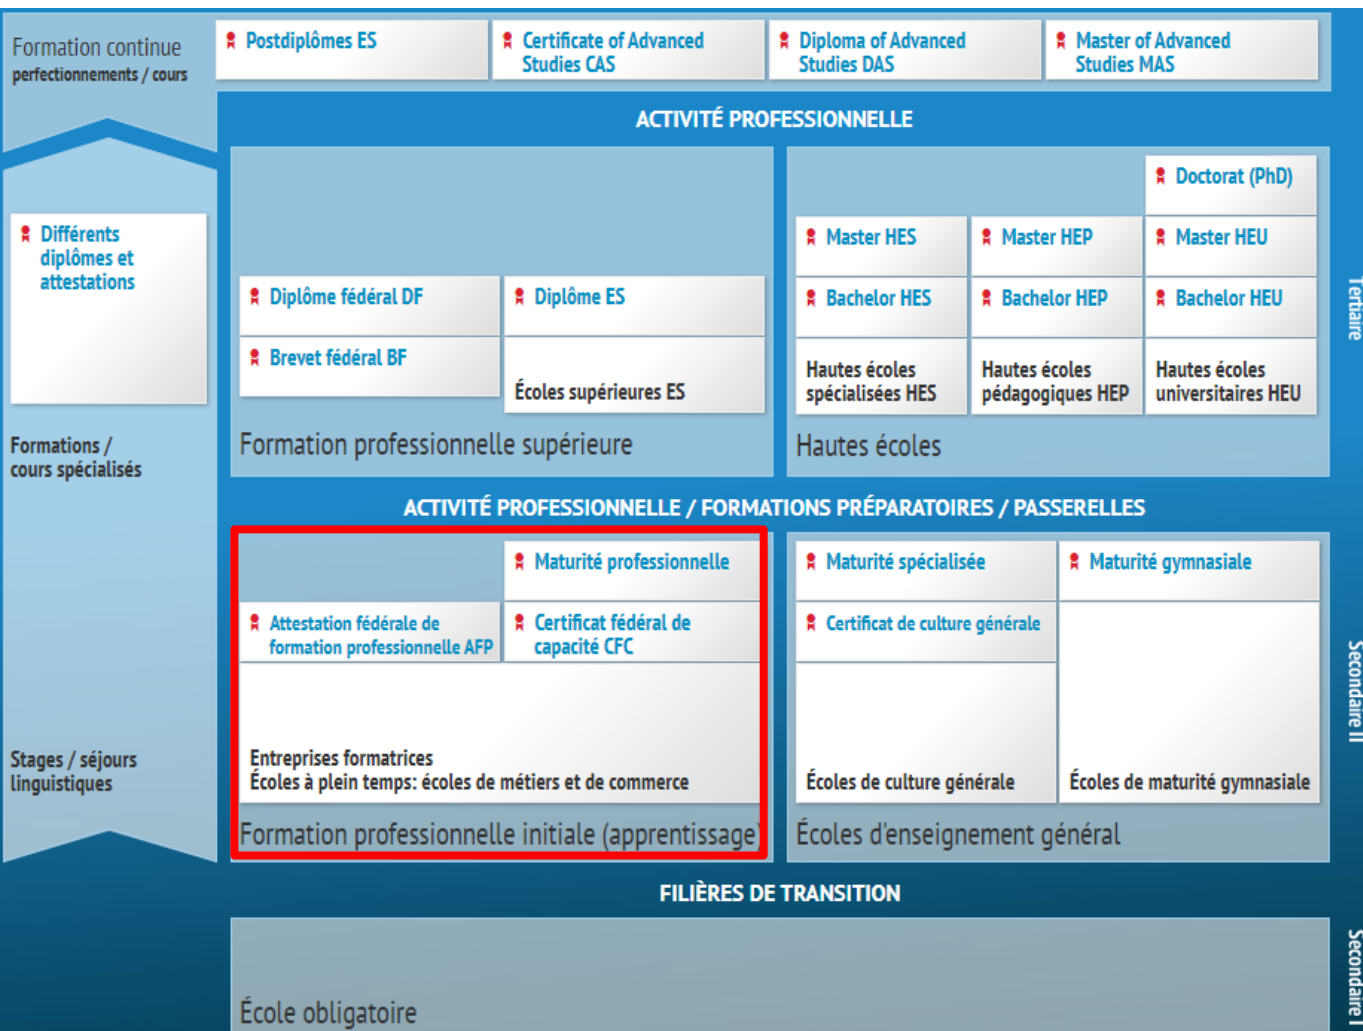 Formation continue
perfectionnements / cours
Postdiplômes ES
Certificate of Advanced
Studies CAS
Diploma of Advanced
Studies DAS
Master of Advanced
Studies MAS
ACTIVITÉ PROFESSIONNELLE
Différents
diplômes et
attestations
Formations /
cours spécialisés
Stages / séjours
linguistiques
Diplôme fédéral DF
Brevet fédéral BF
Diplôme ES
Écoles supérieures ES
Formation professionnelle supérieure
Doctorat (PhD)
Master HES
Master HEP
Master HEU
Bachelor HES
Bachelor HEP
Bachelor HEU
Hautes écoles
spécialisées HES
Hautes écoles
pédagogiques HEP
Hautes écoles
universitaires HEU
Hautes écoles
Tertiaire
ACTIVITÉ PROFESSIONNELLE / FORMATIONS PRÉPARATOIRES / PASSERELLES
Maturité professionnelle
Attestation fédérale de
formation professionnelle AFP
Certificat fédéral de
capacité CFC
Entreprises formatrices
Écoles à plein temps: écoles de métiers et de commerce
Formation professionnelle initiale (apprentissage)
Maturité spécialisée
Maturité gymnasiale
Certificat de culture générale
Écoles de culture générale
Écoles de maturité gymnasiale
Écoles d'enseignement général
Secondaire II
FILIÈRES DE TRANSITION
École obligatoire
Secondaire I